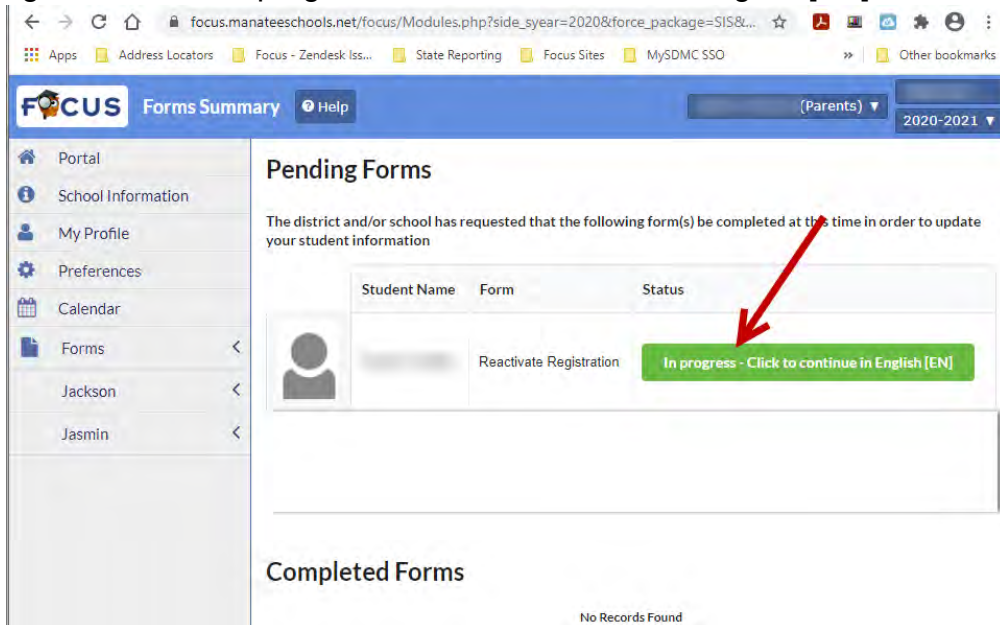 focus.manateeschools.net/focus/Modules.php?side_syear=2020&force_package=SIS&t...
Apps Address Locators Focus - Zendesk Iss... State Reporting Focus Sites MySDMC SSO » Other bookmarks
FOCUS Forms Summary Help (Parents) ▼
2020-2021 ▼
Portal
School Information
My Profile
Preferences
Calendar
Forms
Jackson
Jasmin
Pending Forms
The district and/or school has requested that the following form(s) be completed at this time in order to update
your student information
Student Name Form Status
Reactivate Registration In progress - Click to continue in English [EN]
Completed Forms
No Records Found